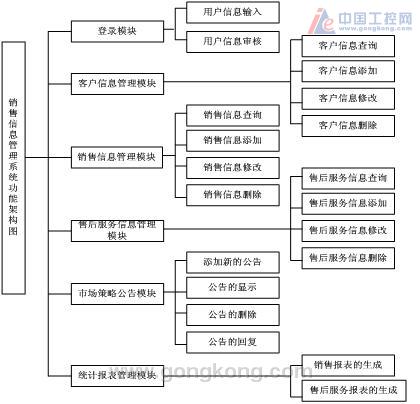 中国工控网
www.gongkong.com
销售信息管理系统功能架构图
登录模块
用户信息输入
用户信息审核
客户信息管理模块
客户信息查询
客户信息添加
客户信息修改
客户信息删除
销售信息管理模块
销售信息查询
销售信息添加
销售信息修改
销售信息删除
售后服务信息管理
模块
售后服务信息查询
售后服务信息添加
售后服务信息修改
售后服务信息删除
市场策略公告模块
添加新的公告
公告的显示
公告的删除
公告的回复
统计报表管理模块
销售报表的生成
售后服务报表的生成
www.gongkong.com